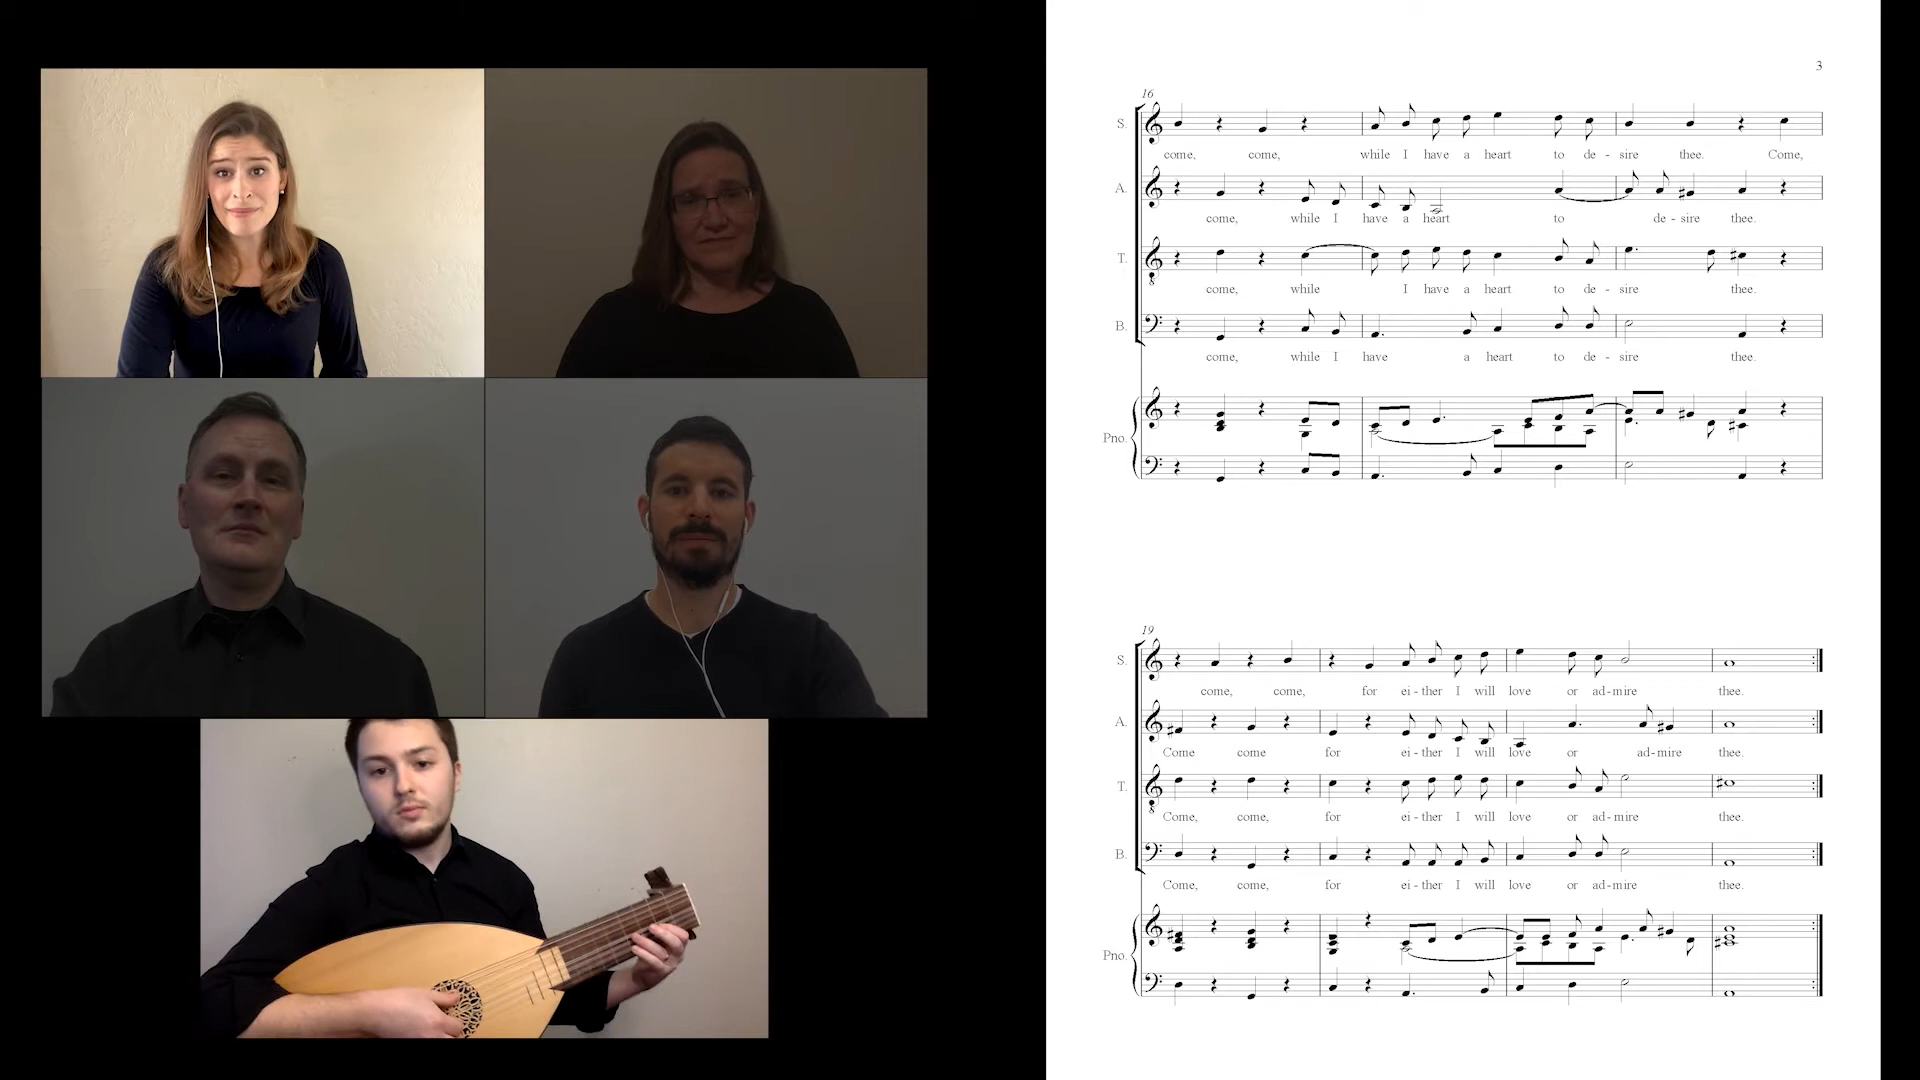 3
16
S.
come, come, while I have a heart to de - sire thee. Come,
A.
come, while I have a heart to de - sire thee.
T.
come, while I have a heart to de - sire thee.
B.
come, while I have a heart to de - sire thee.
Pno.
19
S.
come, come, for ei - ther I will love or ad - mire thee.
A.
Come come for ei - ther I will love or ad - mire thee.
T.
Come, come, for ei - ther I will love or ad - mire thee.
B.
Come, come, for ei - ther I will love or ad - mire thee.
Pno.